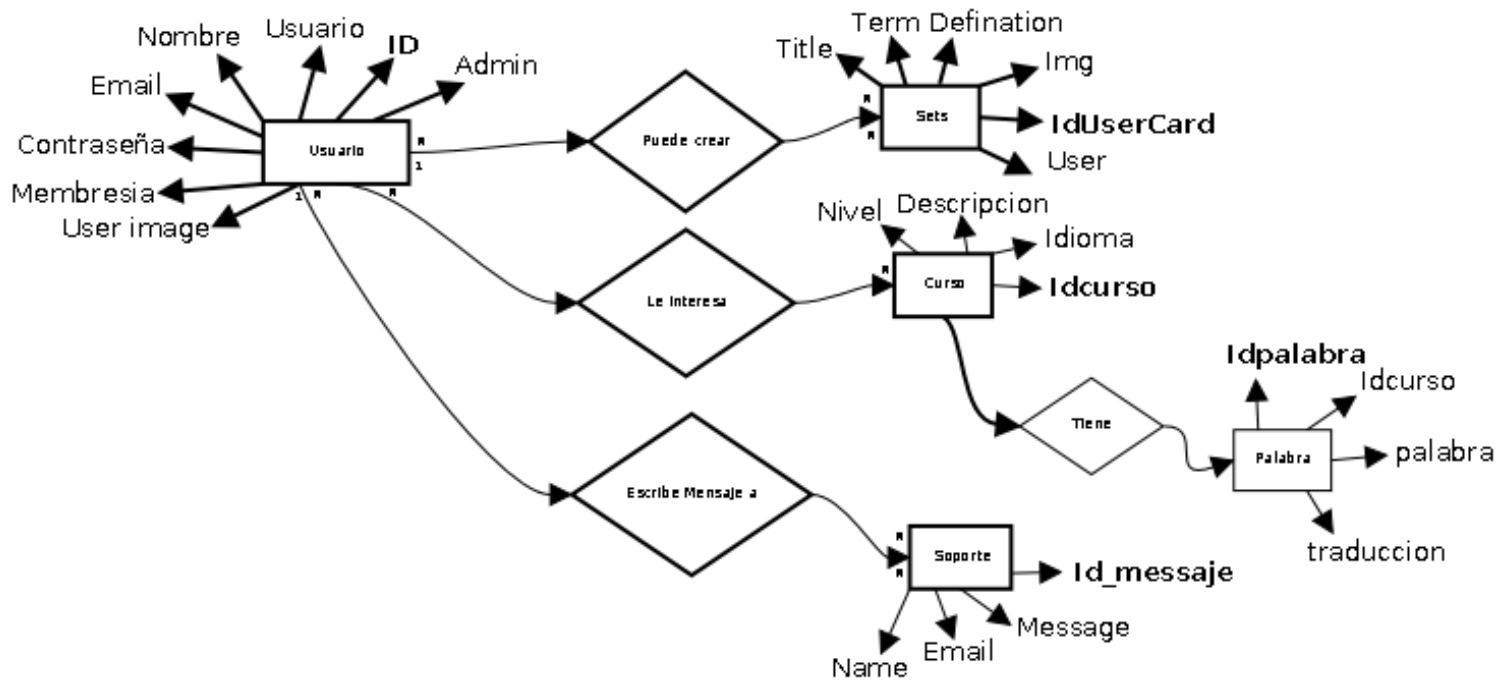 Nombre
Usuario
ID
Admin
Email
Contraseña
Membresia
User image
Usuario
1
1
Puede crear
Title
Term Defination
Img
Sets
IdUserCard
User
Le interesa
Nivel
Descripcion
Idioma
Curso
Idcurso
Tiene
Idpalabra
Idcurso
Palabra
palabra
traduccion
Escribe Mensaje a
Soporte
Id_messaje
Name
Email
Message